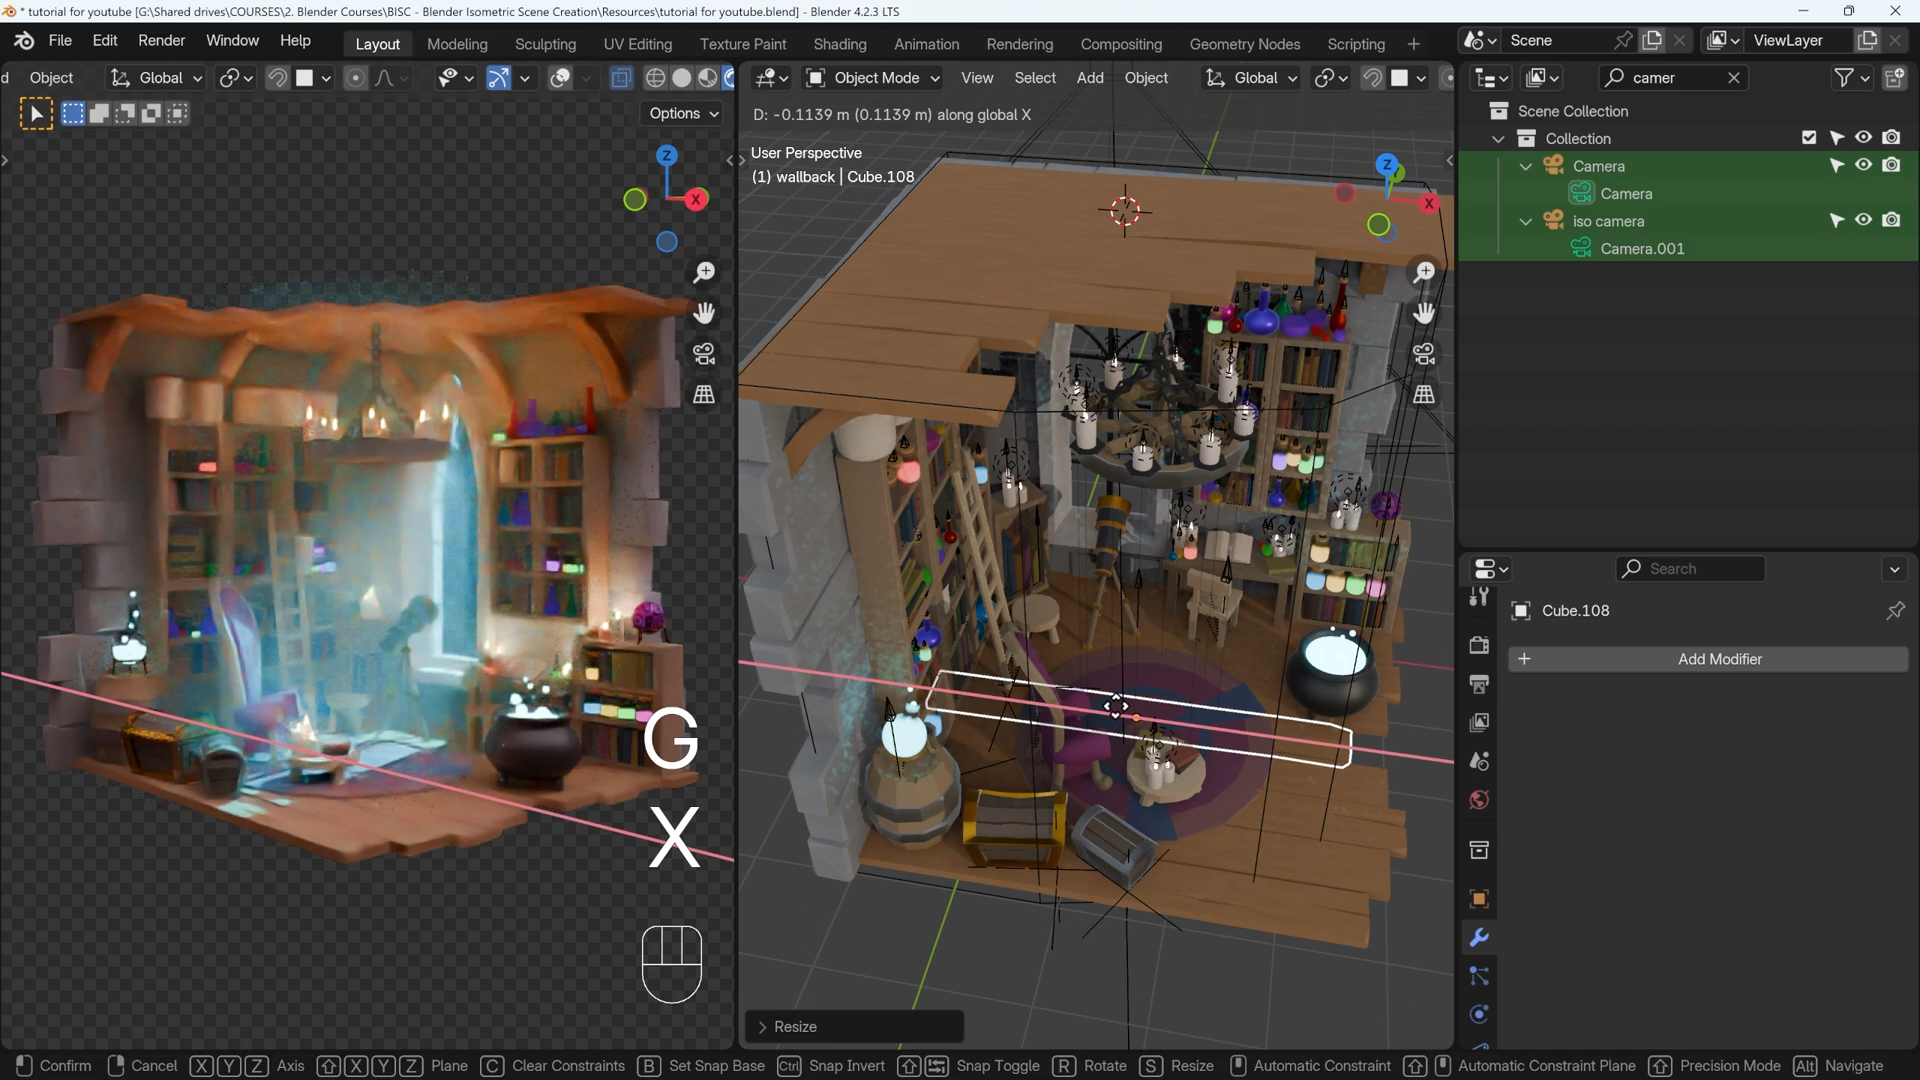 * tutorial for youtube [G:\Shared drives\COURSES\2. Blender Courses\BISC - Blender Isometric Scene Creation\Resources\tutorial for youtube.blend] - Blender 4.2.3 LTS
File Edit Render Window Help Layout Modeling Sculpting UV Editing Texture Paint Shading Animation Rendering Compositing Geometry Nodes Scripting + Scene ViewLayer
d Object Global Object Mode View Select Add Object Global camer
Options
D: -0.1139 m (0.1139 m) along global X
User Perspective
(1) wallback | Cube.108
Z
X
Z
X
Scene Collection
Collection
Camera
Camera
iso camera
Camera.001
Search
Cube.108
+ Add Modifier
G
X
> Resize
Confirm Cancel X Y Z Axis X Y Z Plane C Clear Constraints B Set Snap Base Ctrl Snap Invert Snap Toggle R Rotate S Resize Automatic Constraint Automatic Constraint Plane Precision Mode Alt Navigate